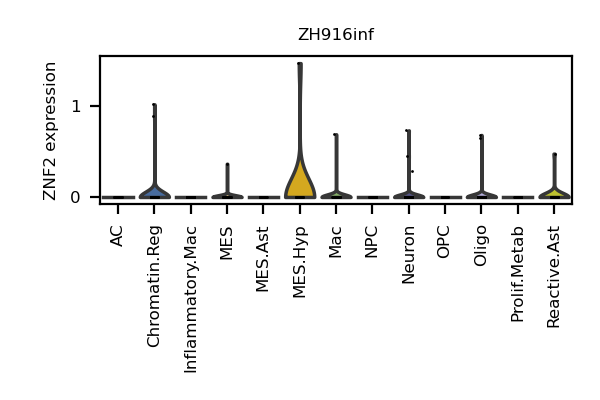 ZH916inf
ZNF2 expression
1
0
AC
Chromatin.Reg
Inflammatory.Mac
MES
MES.Ast
MES.Hyp
Mac
NPC
Neuron
OPC
Oligo
Prolif.Metab
Reactive.Ast